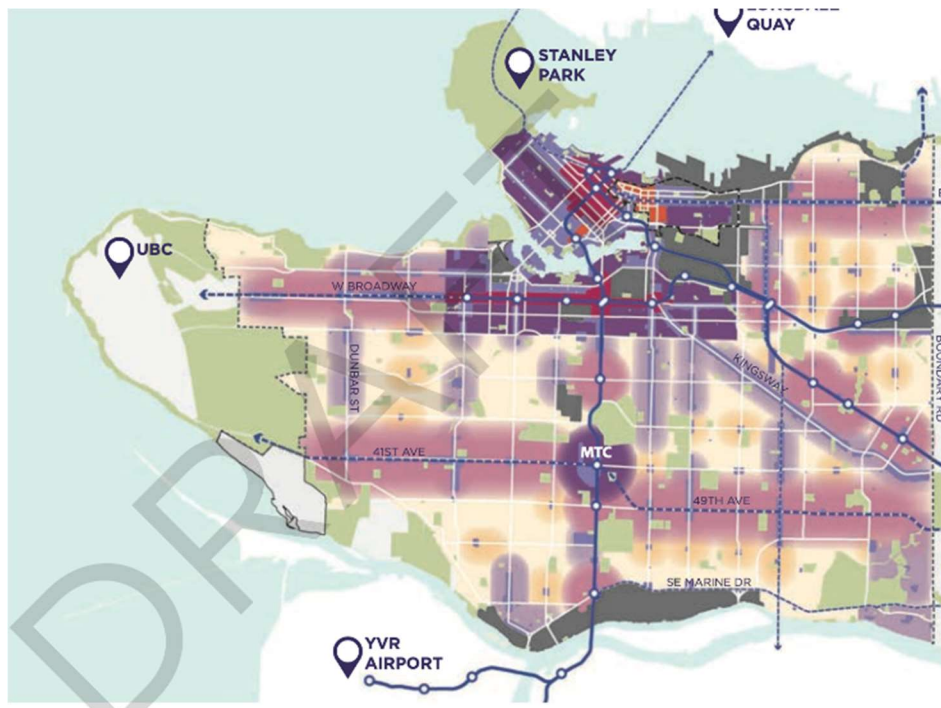 QUAY
STANLEY
PARK
UBC
W BROADWAY
DUNBAR ST
KINGSWAY
BOUNDARY RD
41ST AVE
MTC
49TH AVE
SE MARINE DR
YVR
AIRPORT
DRAFT